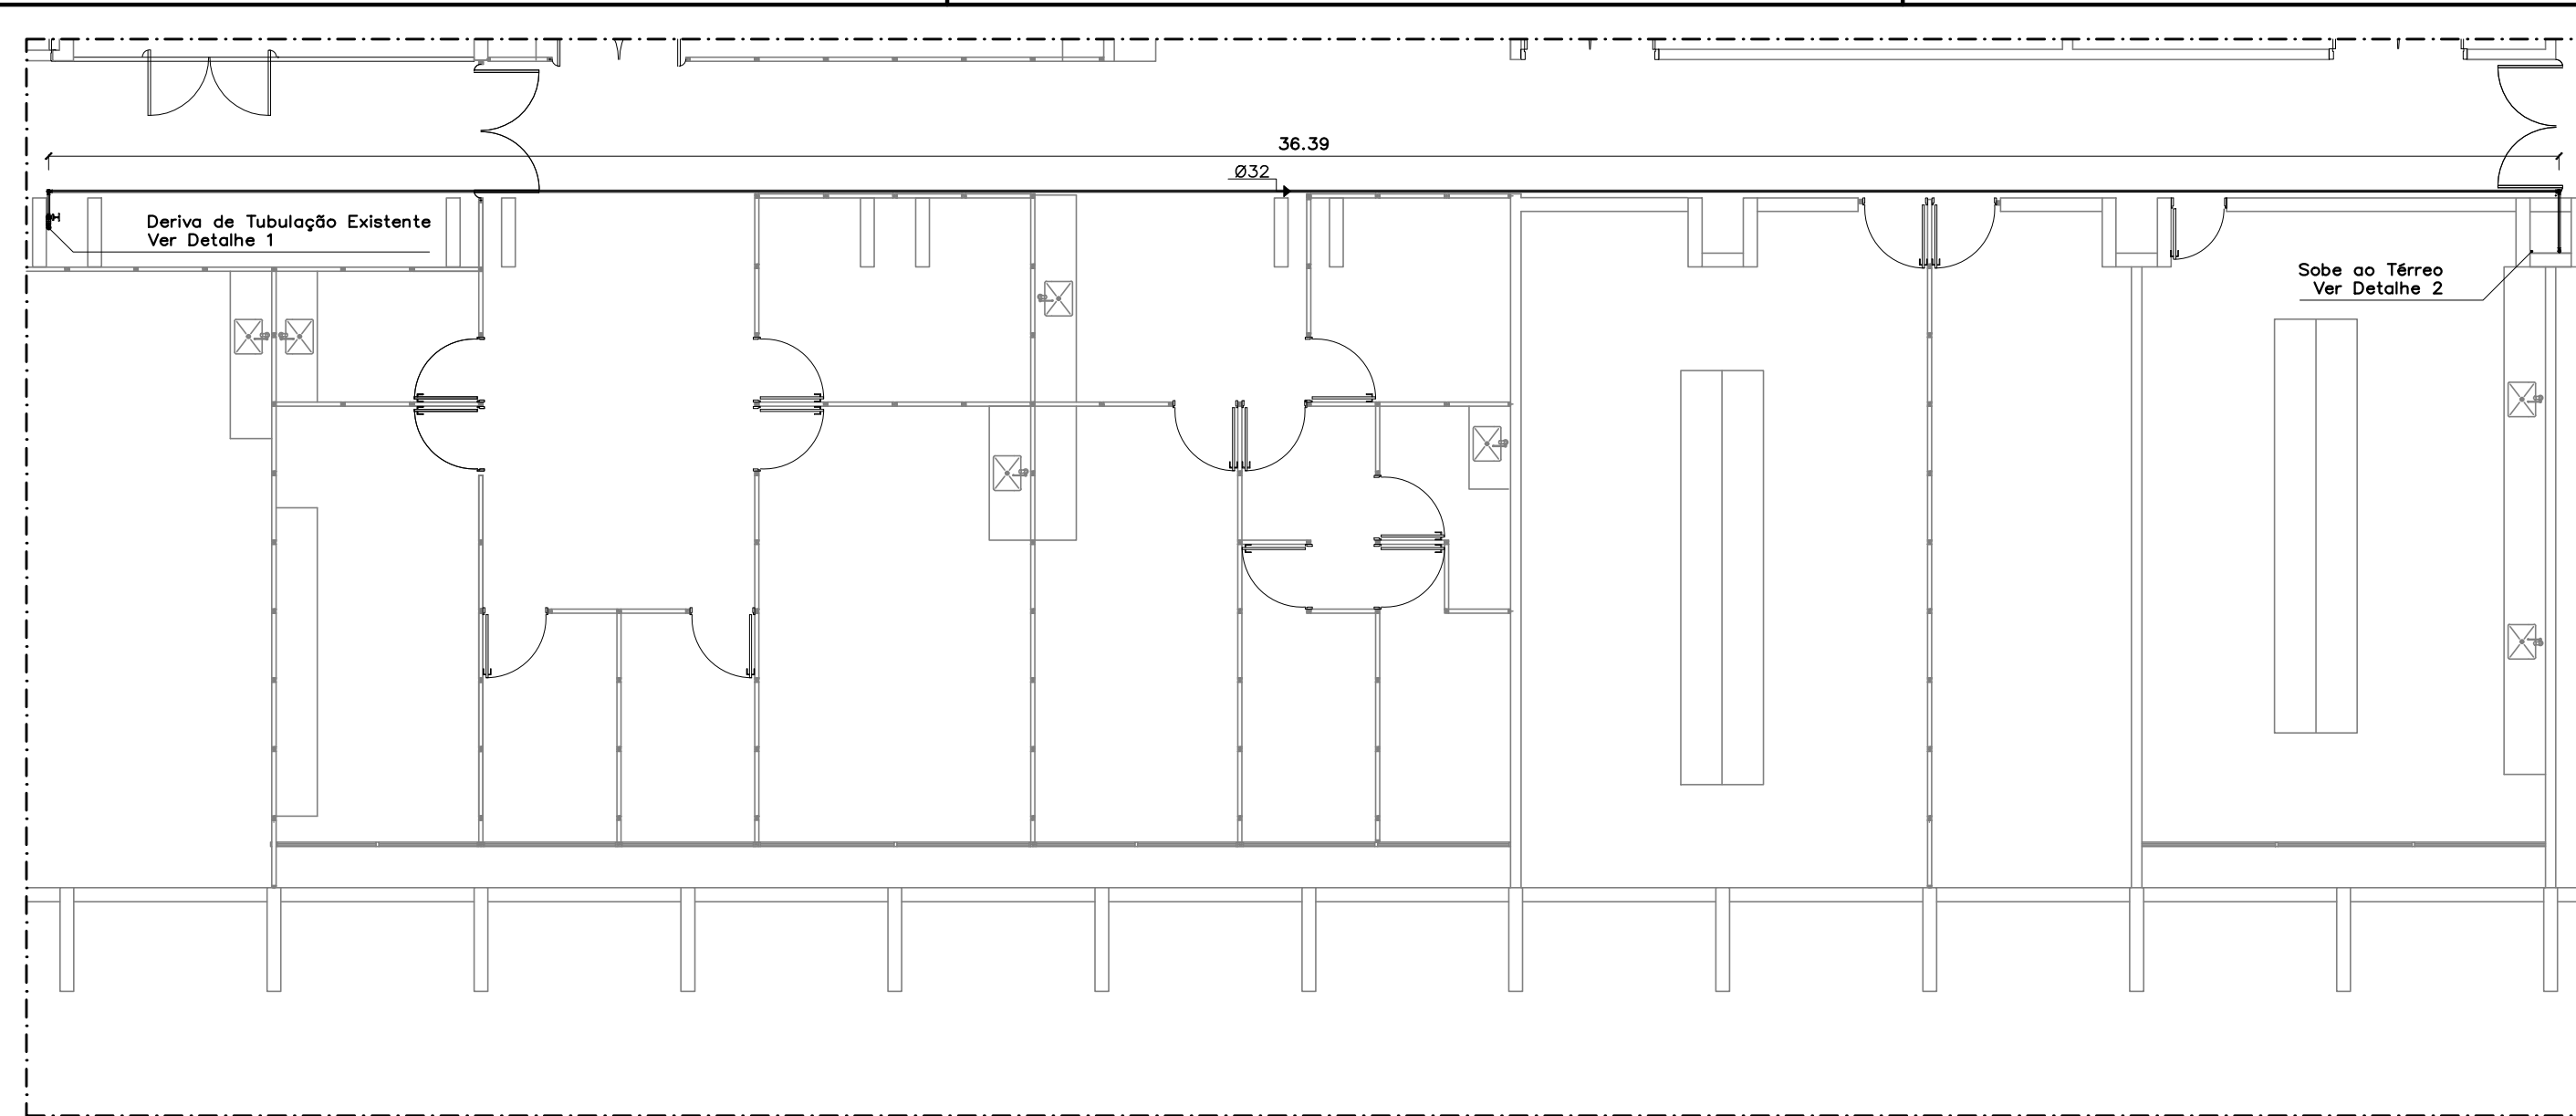 36.39
Ø32
Deriva de Tubulação Existente
Ver Detalhe 1
Sobe ao Térreo
Ver Detalhe 2